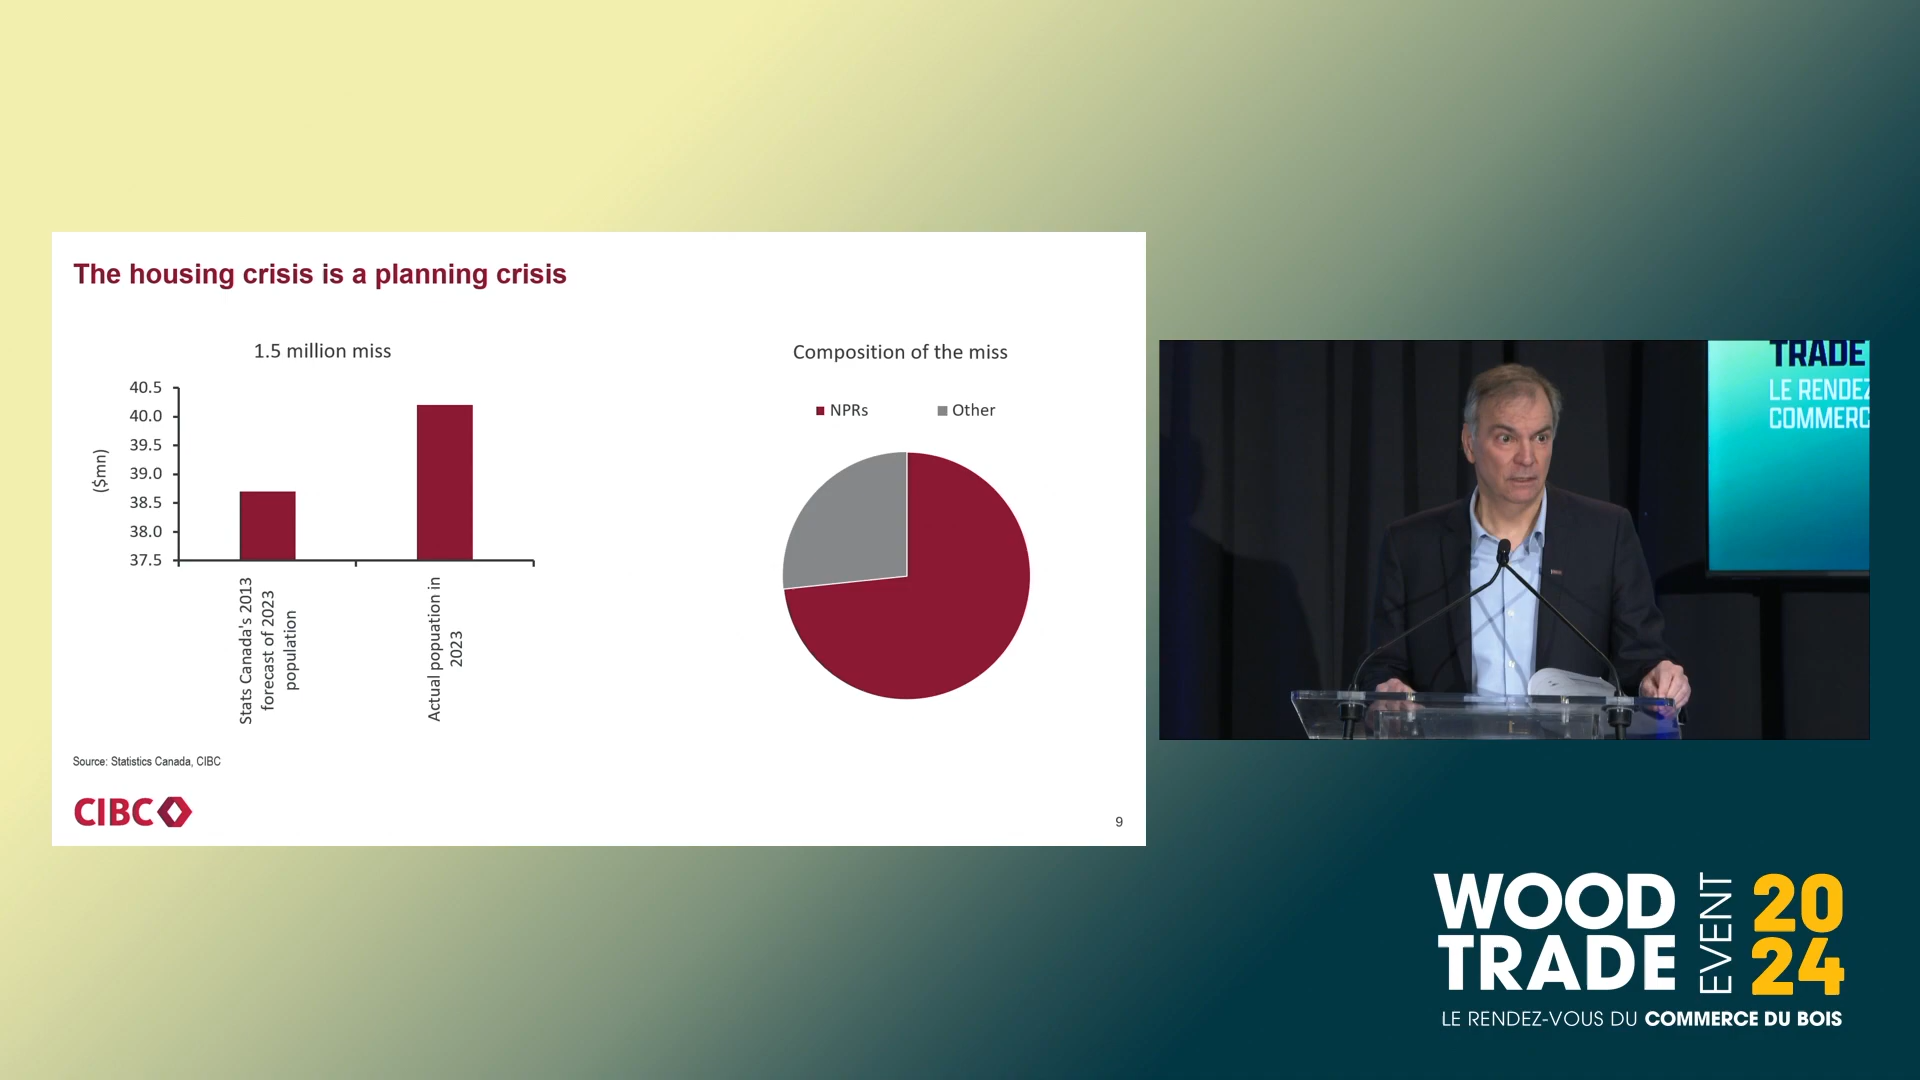 The housing crisis is a planning crisis
1.5 million miss
40.5
40.0
39.5
39.0
38.5
38.0
37.5
($mn)
Stats Canada's 2013
forecast of 2023
population
Actual popuation in
2023
Composition of the miss
NPRs
Other
Source: Statistics Canada, CIBC
CIBC
9
TRADE
LE RENDEZ
COMMERC
WOOD
TRADE
EVENT
20
24
LE RENDEZ-VOUS DU COMMERCE DU BOIS